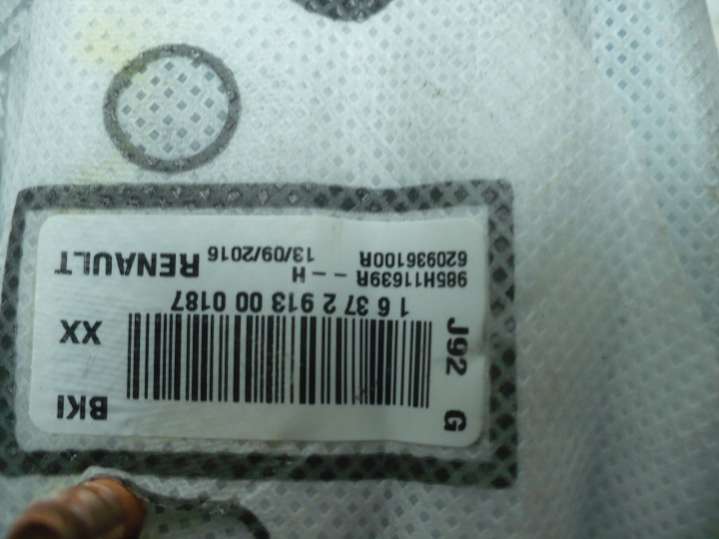 G BKI
J92 XX
1 6 37 2 913 00 0187
985H11639R - - H
620936100R 13/09/2016 RENAULT